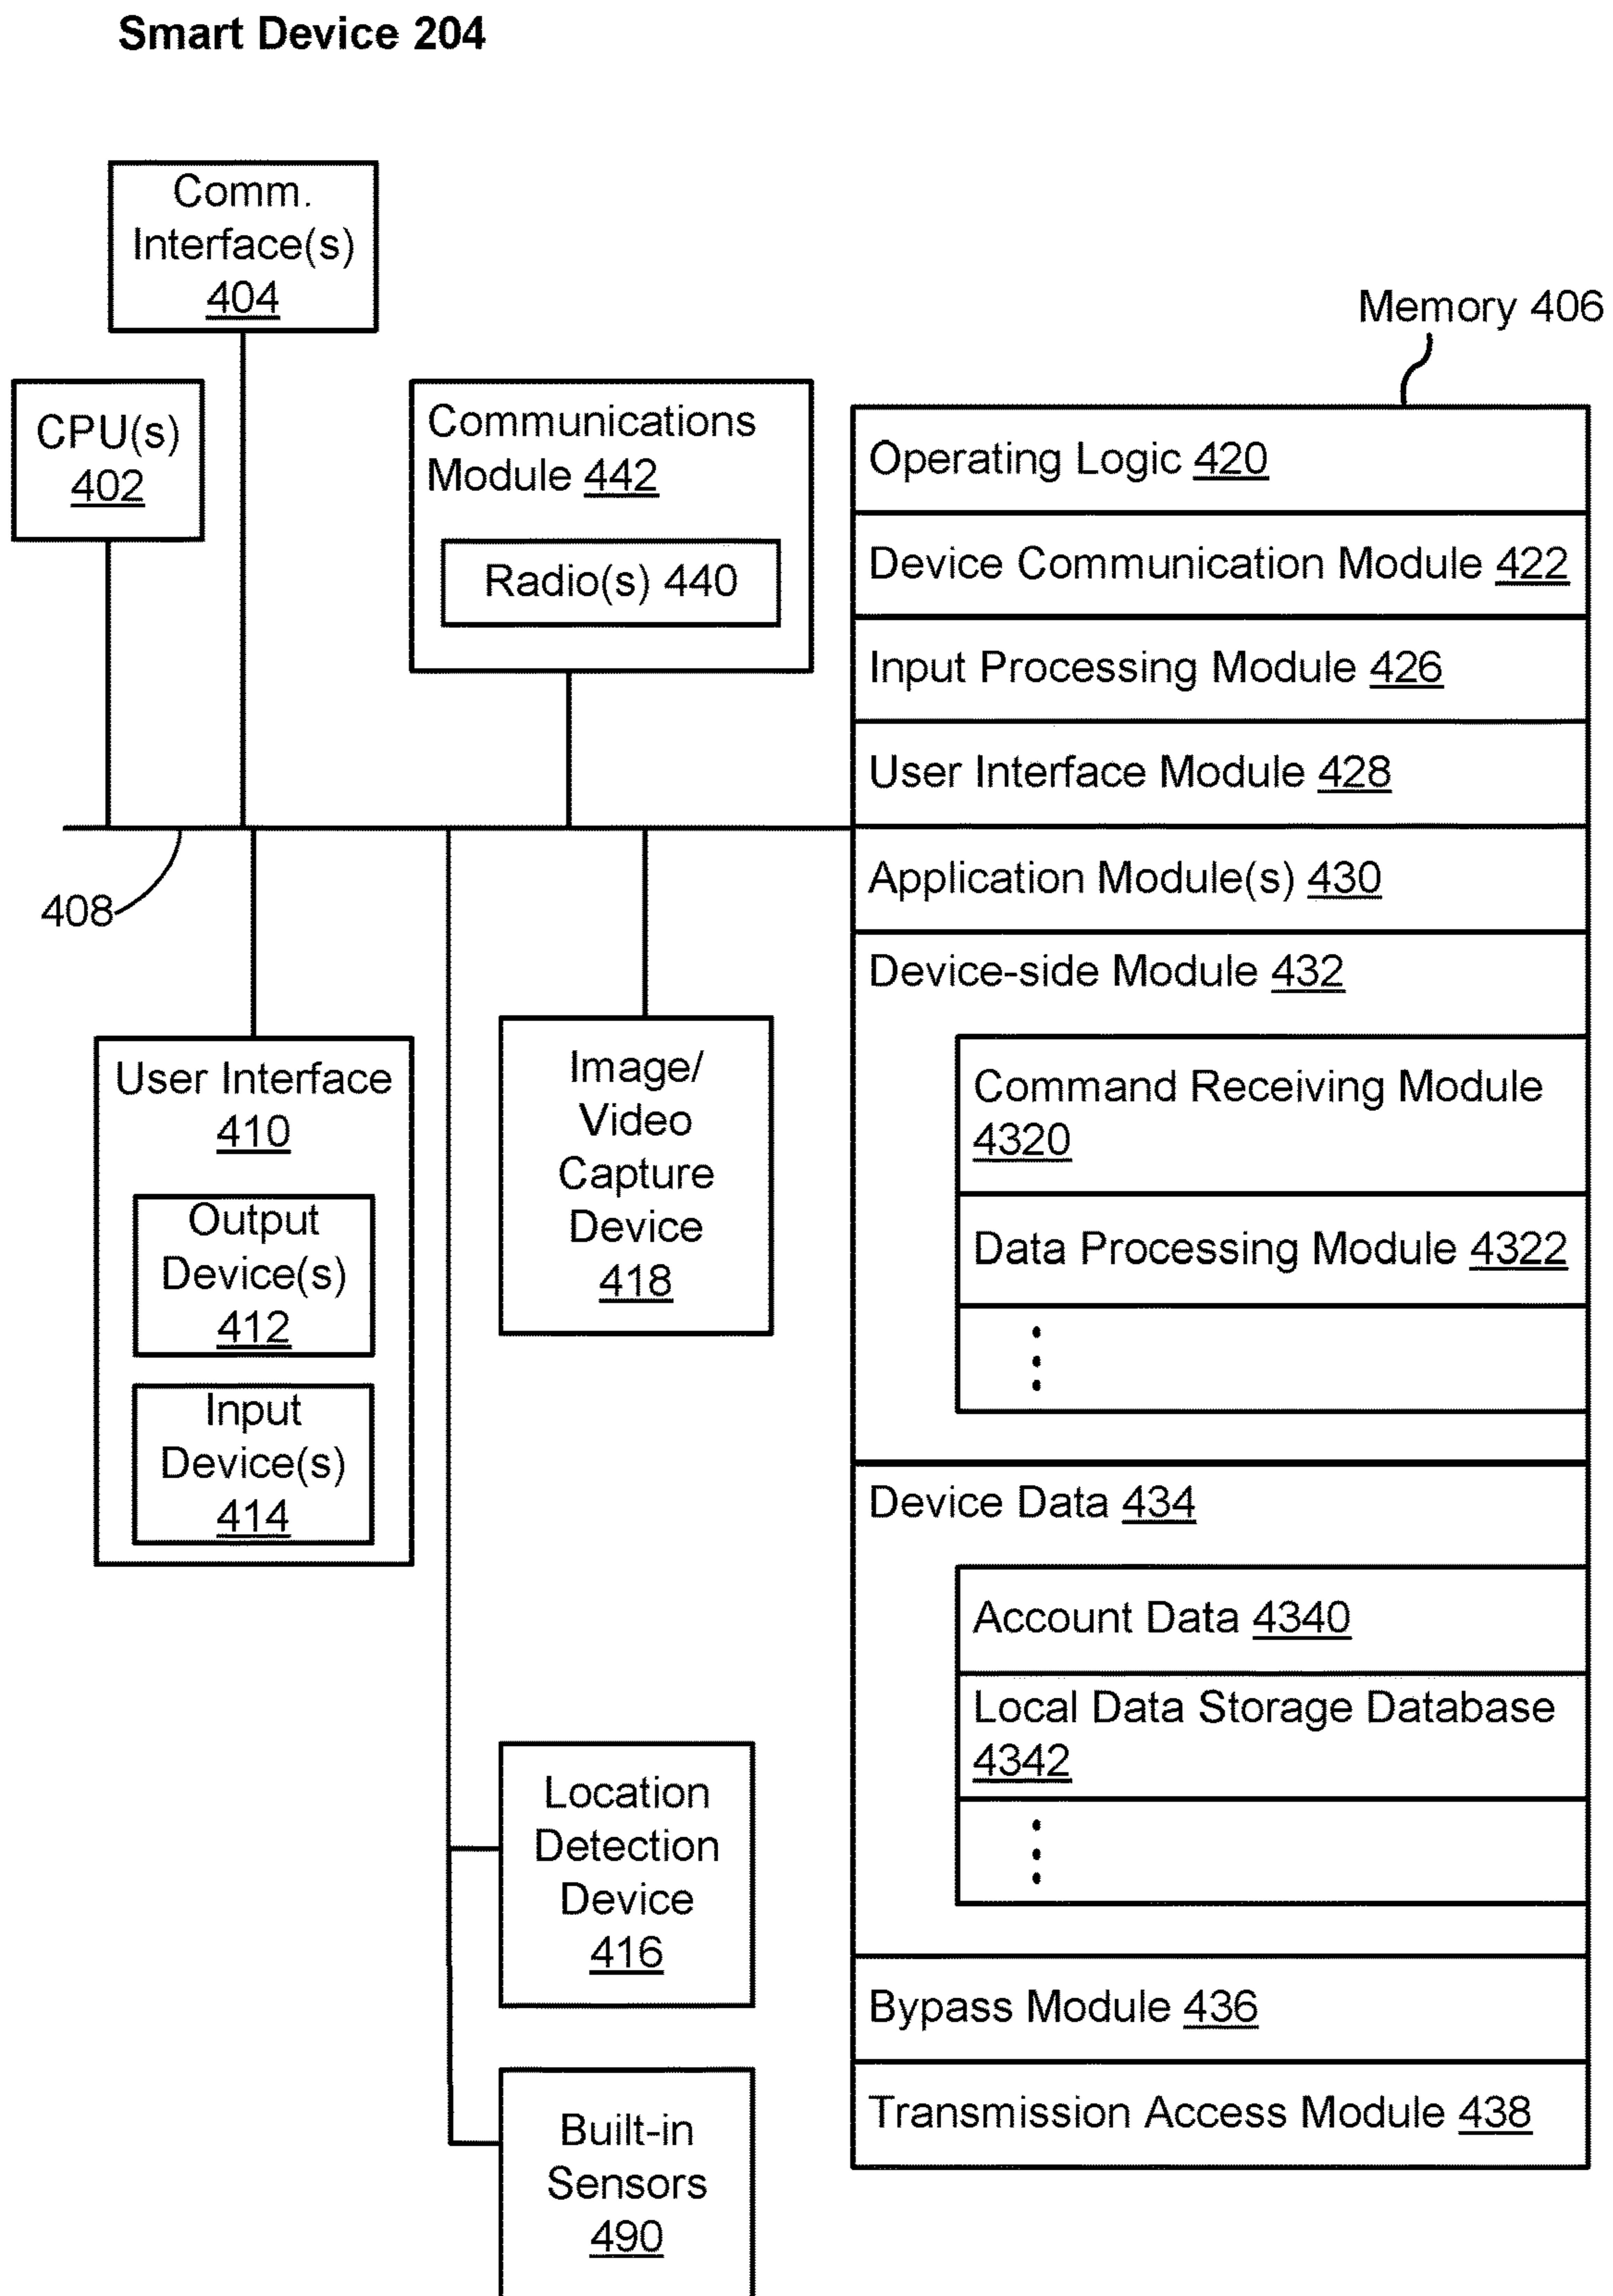 Smart Device 204
Comm.
Interface(s)
404
CPU(s)
402
Communications
Module 442
Radio(s) 440
408
User Interface
410
Output
Device(s)
412
Input
Device(s)
414
Image/
Video
Capture
Device
418
Location
Detection
Device
416
Built-in
Sensors
490
Memory 406
Operating Logic 420
Device Communication Module 422
Input Processing Module 426
User Interface Module 428
Application Module(s) 430
Device-side Module 432
Command Receiving Module
4320
Data Processing Module 4322
Device Data 434
Account Data 4340
Local Data Storage Database
4342
Bypass Module 436
Transmission Access Module 438